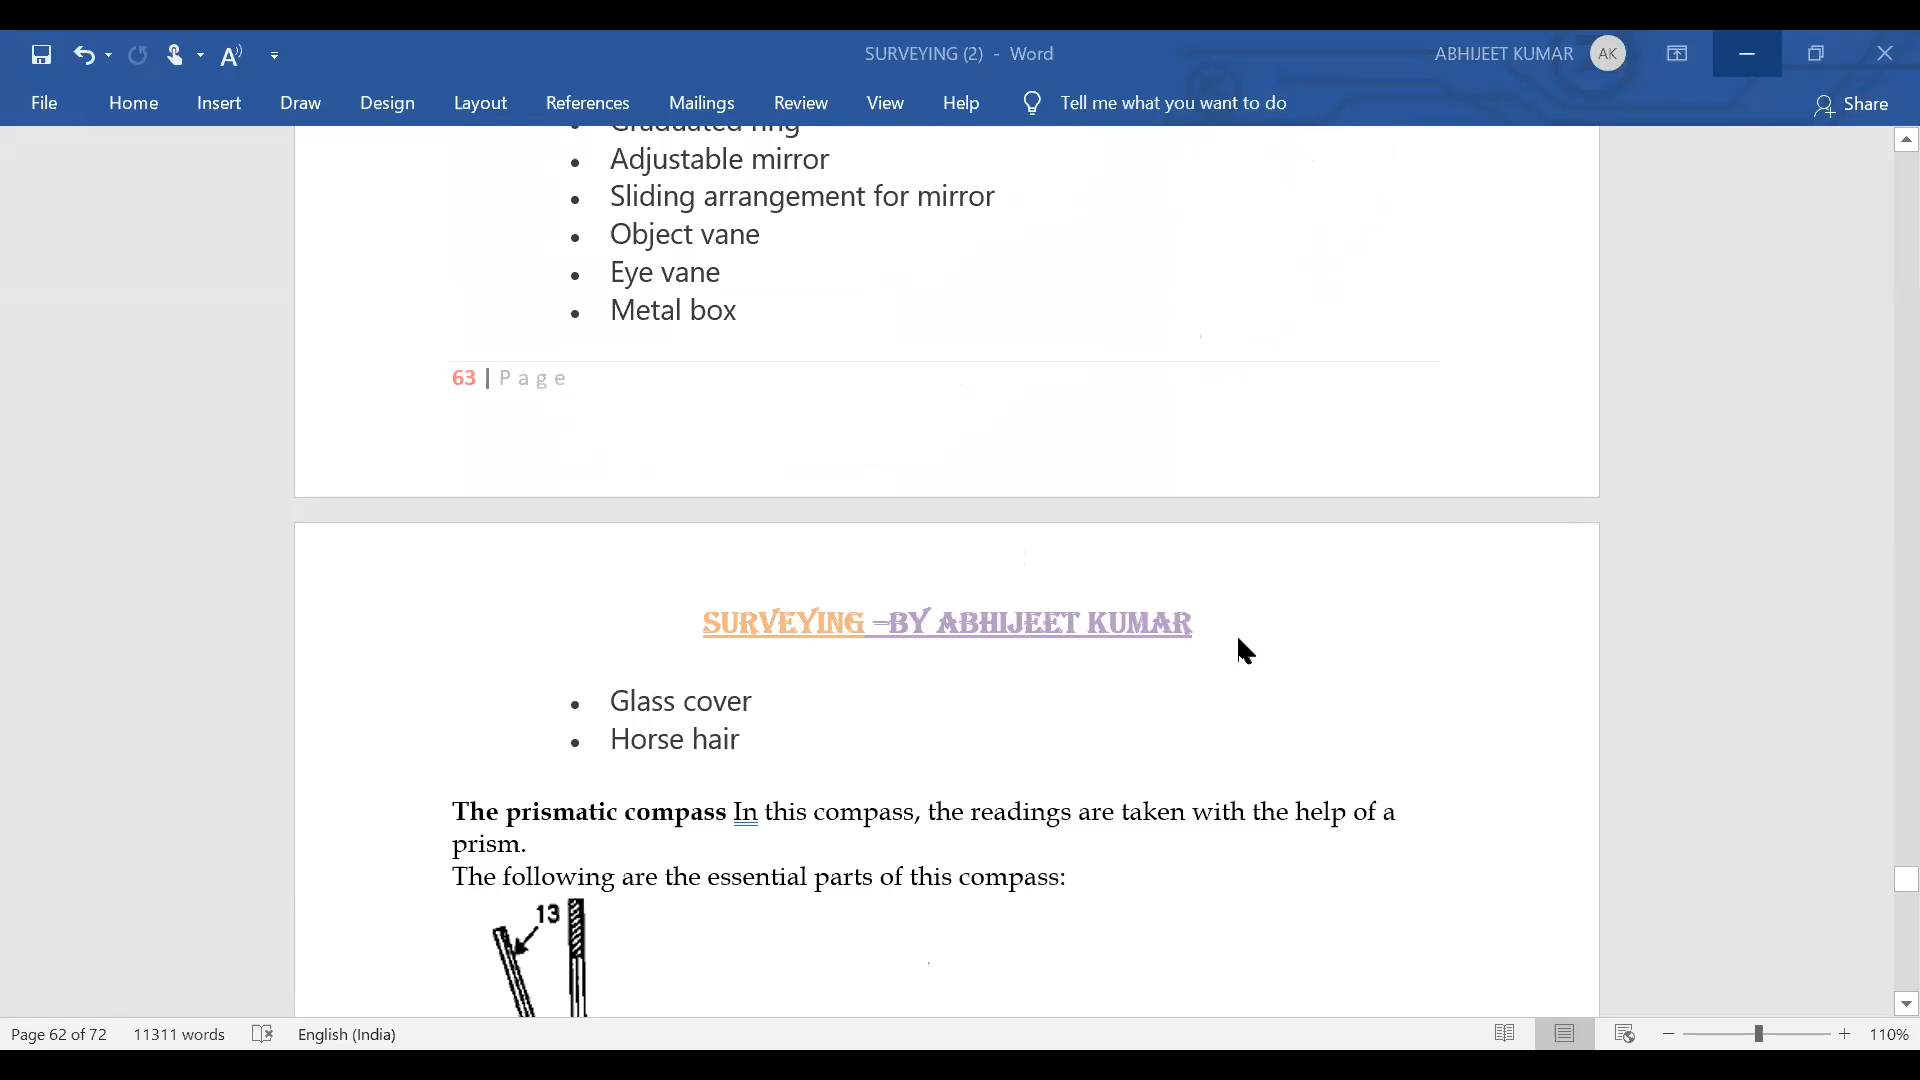 SURVEYING (2) - Word
ABHIJEET KUMAR AK
File Home Insert Draw Design Layout References Mailings Review View Help Tell me what you want to do Share
• Graduated ring
• Adjustable mirror
• Sliding arrangement for mirror
• Object vane
• Eye vane
• Metal box
63 | Page
SURVEYING –BY ABHIJEET KUMAR
• Glass cover
• Horse hair
The prismatic compass In this compass, the readings are taken with the help of a
prism.
The following are the essential parts of this compass:
13
Page 62 of 72 11311 words English (India) 110%